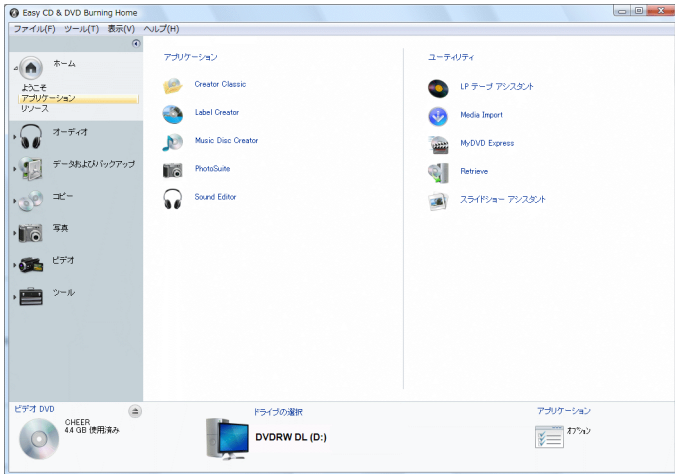 Easy CD & DVD Burning Home
ファイル(F) ツール(T) 表示(V) ヘルプ(H)
ホーム
ようこそ
アプリケーション
リソース
オーディオ
データおよびバックアップ
コピー
写真
ビデオ
ツール
アプリケーション
Creator Classic
Label Creator
Music Disc Creator
PhotoSuite
Sound Editor
ユーティリティ
LP テープ アシスタント
Media Import
MyDVD Express
Retrieve
スライドショー アシスタント
ビデオ DVD
CHEER
4.4 GB 使用済み
ドライブの選択
DVDRW DL (D:)
アプリケーション
オプション